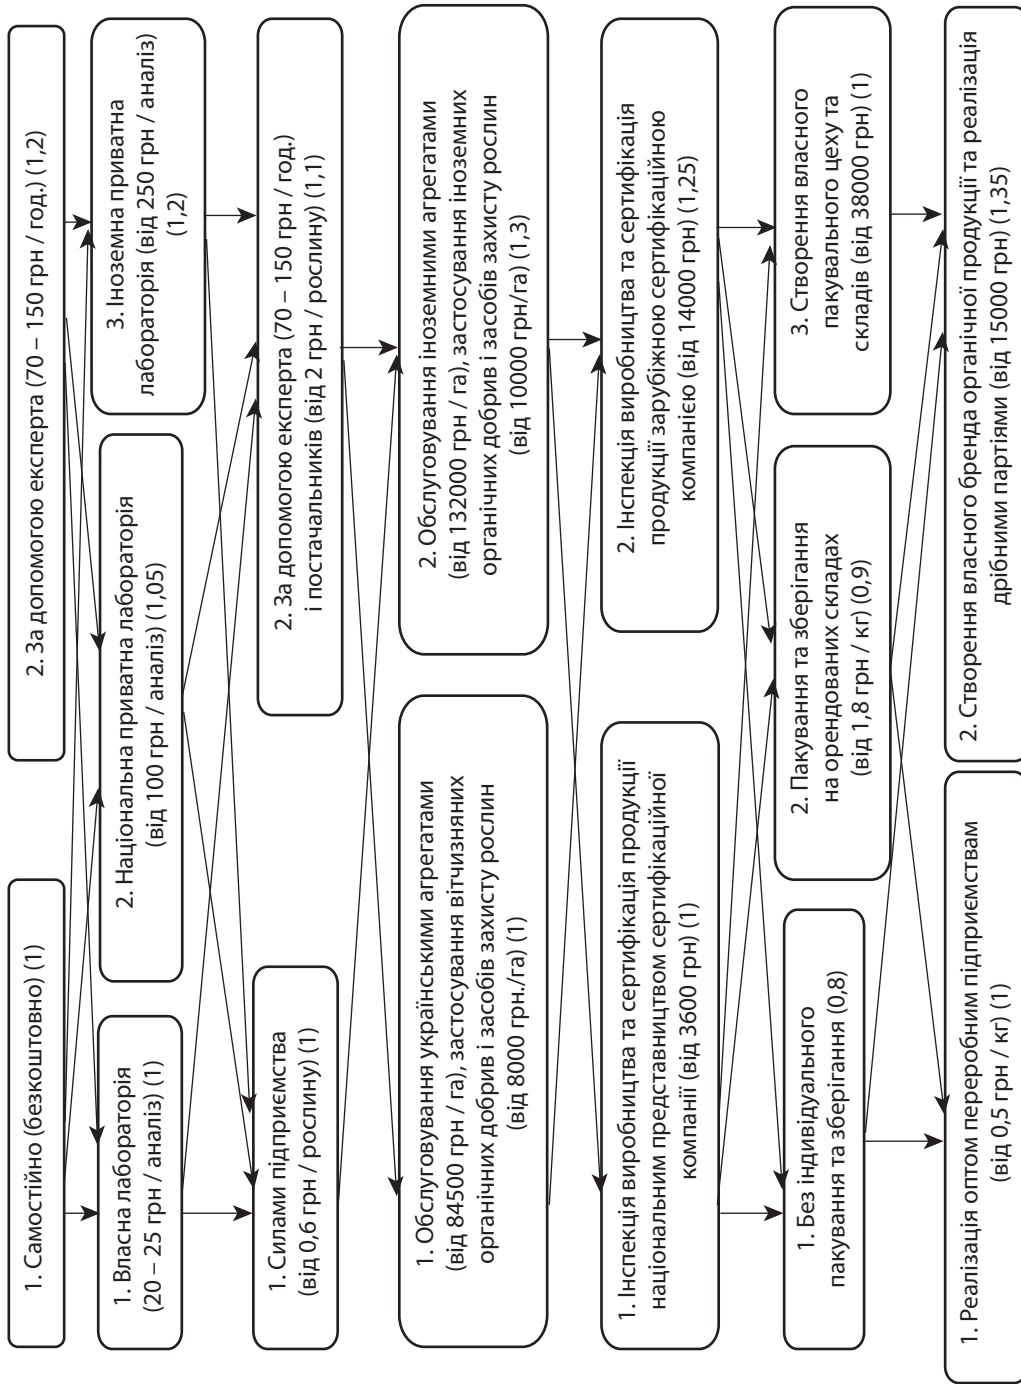 1. Самостійно (безкоштовно) (1)
2. За допомогою експерта (70 – 150 грн / год.) (1,2)
1. Власна лабораторія
(20 – 25 грн / аналіз) (1)
2. Національна приватна лабораторія
(від 100 грн / аналіз) (1,05)
3. Іноземна приватна
лабораторія (від 250 грн / аналіз)
(1,2)
1. Силами підприємства
(від 0,6 грн / рослину) (1)
2. За допомогою експерта (70 – 150 грн / год.)
і постачальників (від 2 грн / рослину) (1,1)
1. Обслуговування українськими агрегатами
(від 84500 грн / га), застосування вітчизняних
органічних добрив і засобів захисту рослин
(від 8000 грн./га) (1)
2. Обслуговування іноземними агрегатами
(від 132000 грн / га), застосування іноземних
органічних добрив і засобів захисту рослин
(від 10000 грн/га) (1,3)
1. Інспекція виробництва та сертифікація продукції
національним представництвом сертифікаційної
компанії (від 3600 грн) (1)
2. Інспекція виробництва та сертифікація
продукції зарубіжною сертифікаційною
компанією (від 14000 грн) (1,25)
1. Без індивідуального
пакування та зберігання (0,8)
2. Пакування та зберігання
на орендованих складах
(від 1,8 грн / кг) (0,9)
3. Створення власного
пакувального цеху та
складів (від 38000 грн) (1)
1. Реалізація оптом переробним підприємствам
(від 0,5 грн / кг) (1)
2. Створення власного бренда органічної продукції та реалізація
дрібними партіями (від 15000 грн) (1,35)